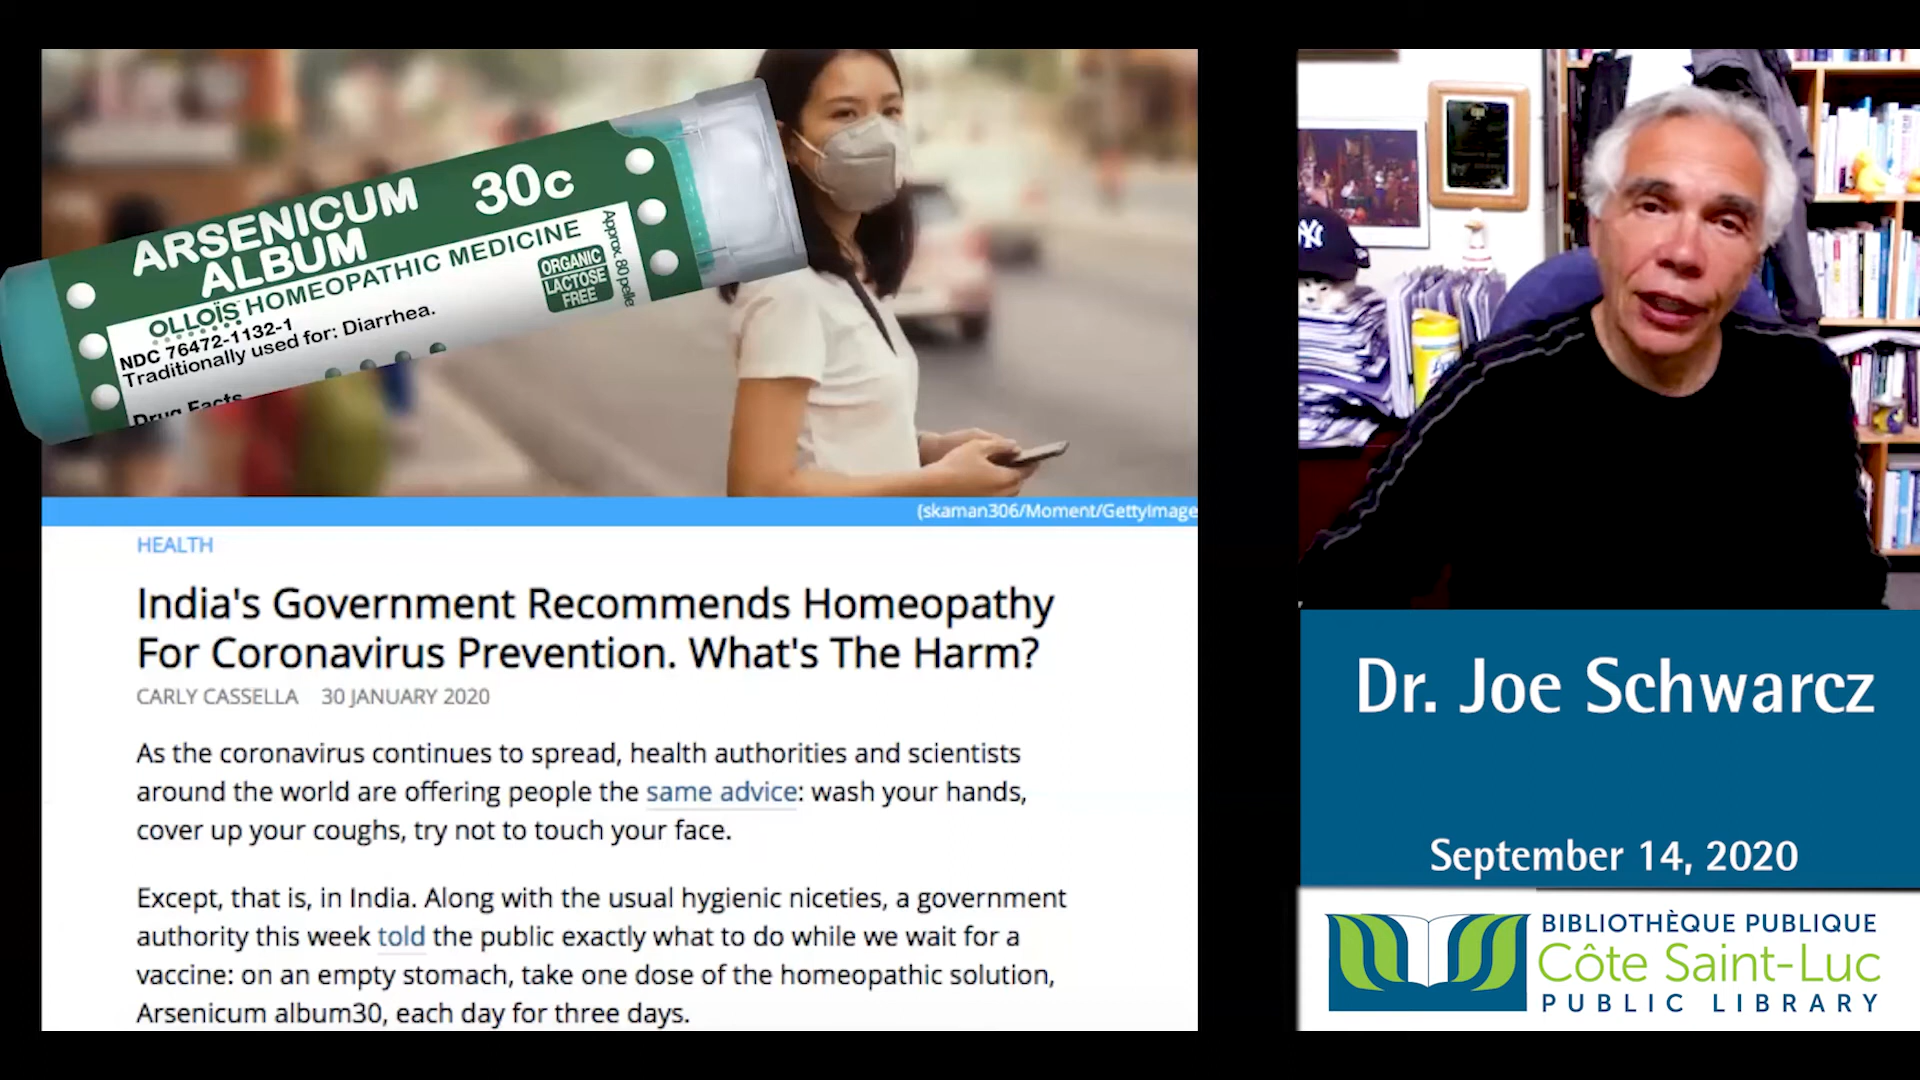 ARSENICUM
ALBUM
30c
OLLOÏS HOMEOPATHIC MEDICINE
NDC 76472-1132-1
Traditionally used for: Diarrhea.
Drug Facts
ORGANIC
LACTOSE
FREE
Approx. 80 pelle
(skaman306/Moment/GettyImage
HEALTH
India's Government Recommends Homeopathy
For Coronavirus Prevention. What's The Harm?
CARLY CASSELLA 30 JANUARY 2020
As the coronavirus continues to spread, health authorities and scientists
around the world are offering people the same advice: wash your hands,
cover up your coughs, try not to touch your face.
Except, that is, in India. Along with the usual hygienic niceties, a government
authority this week told the public exactly what to do while we wait for a
vaccine: on an empty stomach, take one dose of the homeopathic solution,
Arsenicum album30, each day for three days.
Dr. Joe Schwarcz
September 14, 2020
BIBLIOTHÈQUE PUBLIQUE
Côte Saint-Luc
PUBLIC LIBRARY